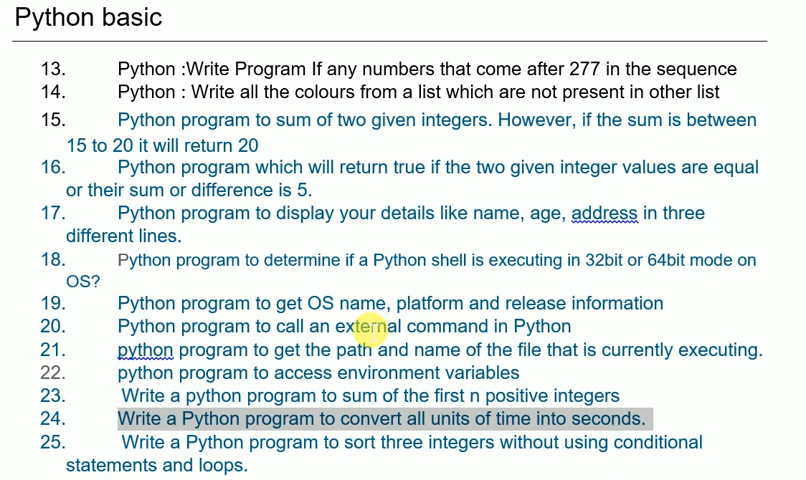 Python basic
13. Python :Write Program If any numbers that come after 277 in the sequence
14. Python : Write all the colours from a list which are not present in other list
15. Python program to sum of two given integers. However, if the sum is between
15 to 20 it will return 20
16. Python program which will return true if the two given integer values are equal
or their sum or difference is 5.
17. Python program to display your details like name, age, address in three
different lines.
18. Python program to determine if a Python shell is executing in 32bit or 64bit mode on
OS?
19. Python program to get OS name, platform and release information
20. Python program to call an external command in Python
21. python program to get the path and name of the file that is currently executing.
22. python program to access environment variables
23. Write a python program to sum of the first n positive integers
24. Write a Python program to convert all units of time into seconds.
25. Write a Python program to sort three integers without using conditional
statements and loops.